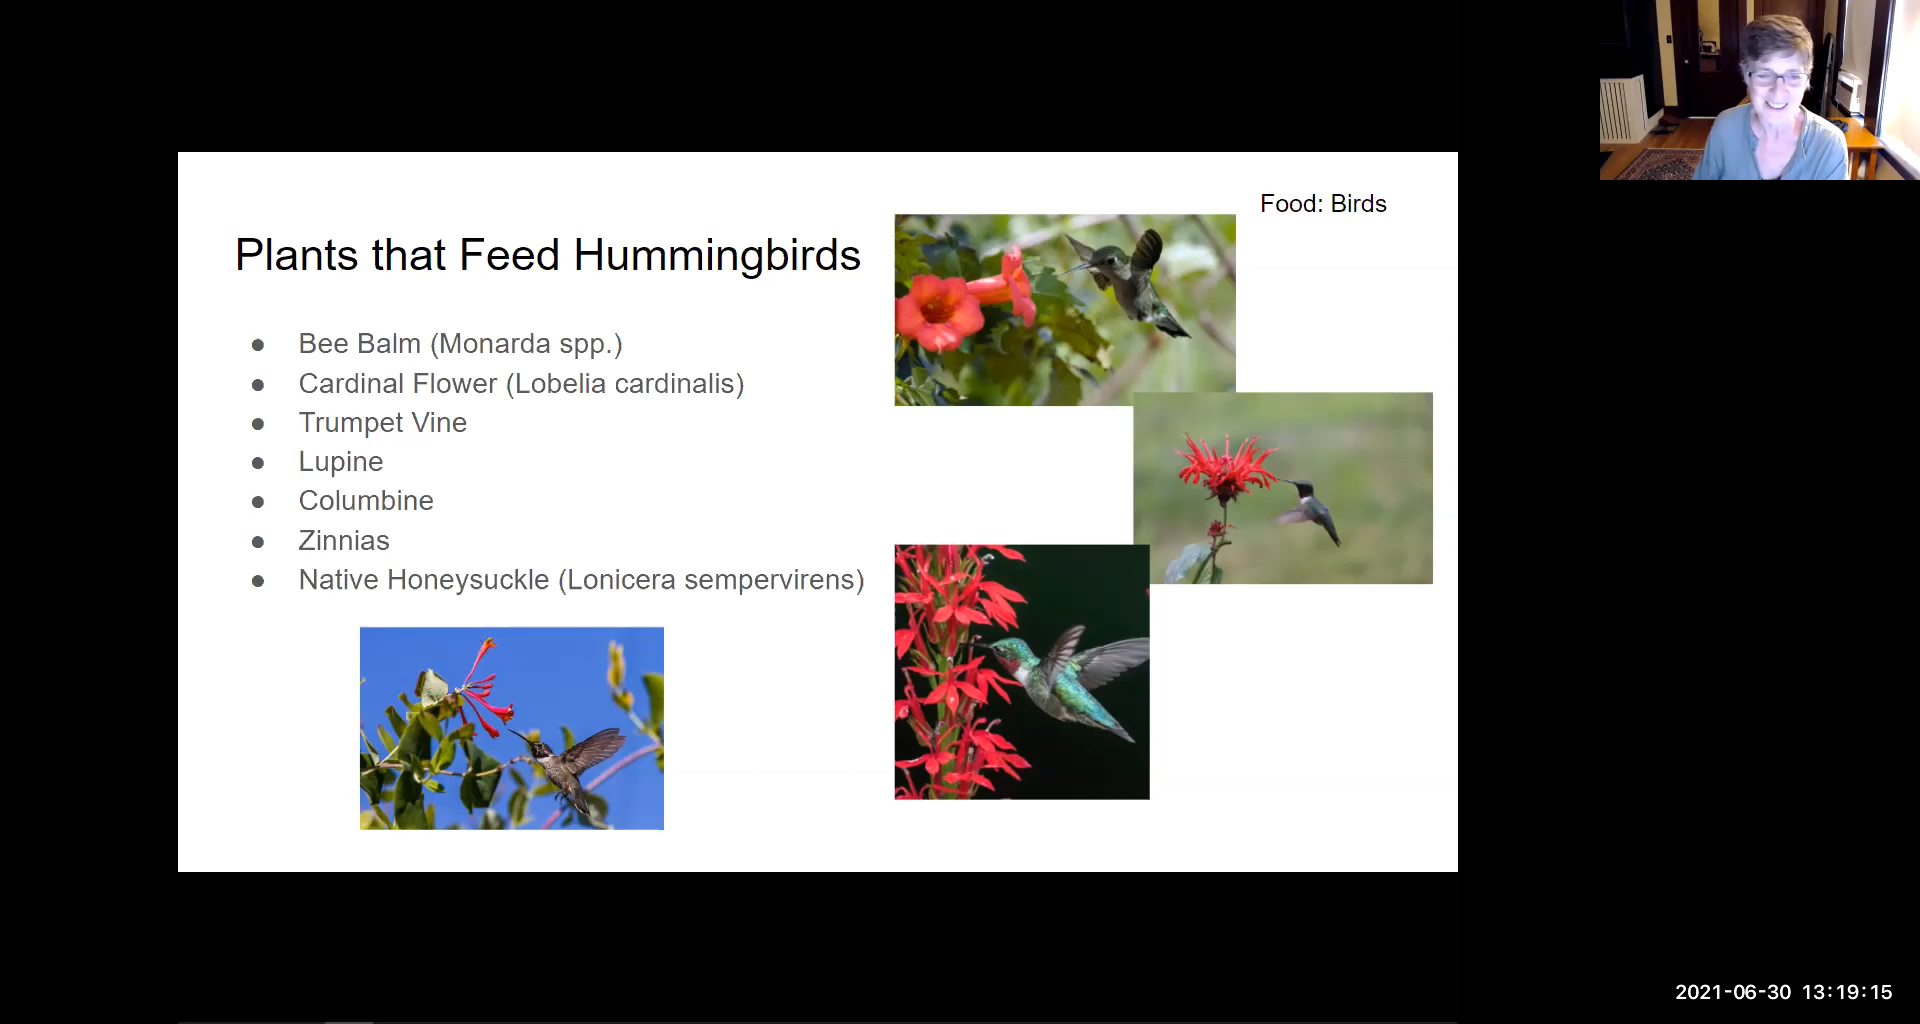 Food: Birds
Plants that Feed Hummingbirds
● Bee Balm (Monarda spp.)
● Cardinal Flower (Lobelia cardinalis)
● Trumpet Vine
● Lupine
● Columbine
● Zinnias
● Native Honeysuckle (Lonicera sempervirens)
2021-06-30 13:19:15